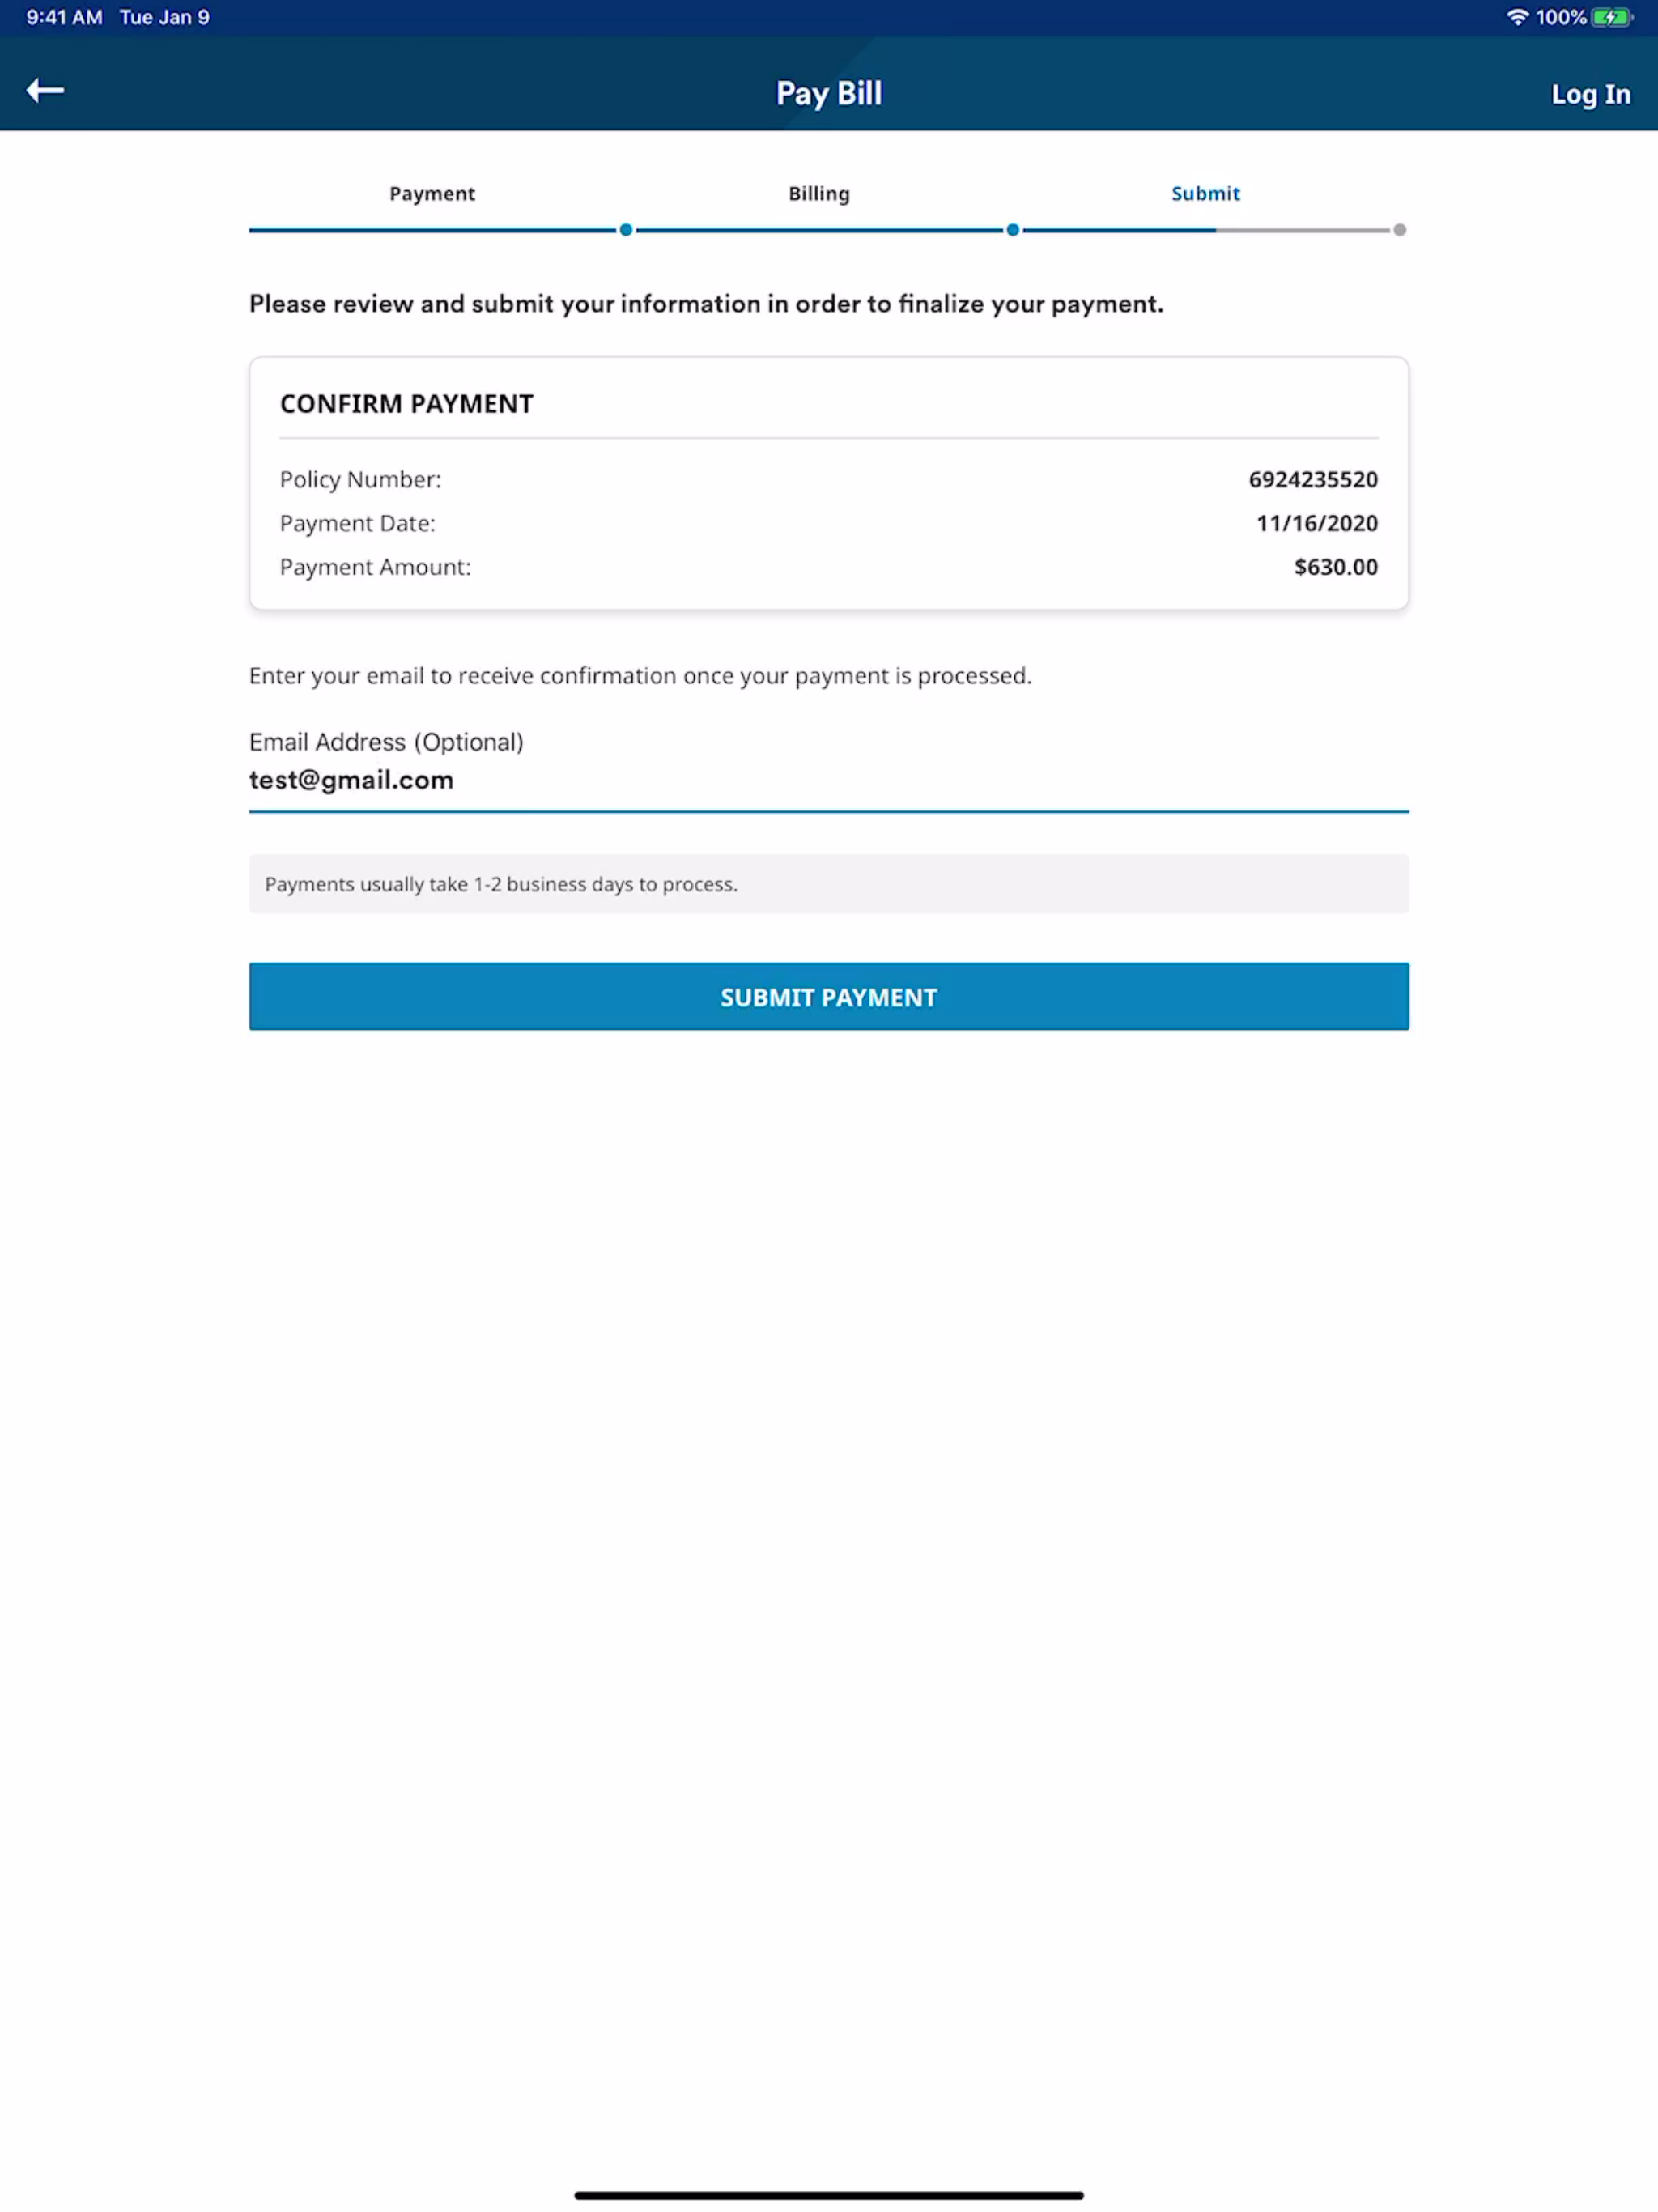 9:41 AM Tue Jan 9
100%
Pay Bill
Log In
Payment
Billing
Submit
Please review and submit your information in order to finalize your payment.
CONFIRM PAYMENT
Policy Number: 6924235520
Payment Date: 11/16/2020
Payment Amount: $630.00
Enter your email to receive confirmation once your payment is processed.
Email Address (Optional)
test@gmail.com
Payments usually take 1-2 business days to process.
SUBMIT PAYMENT